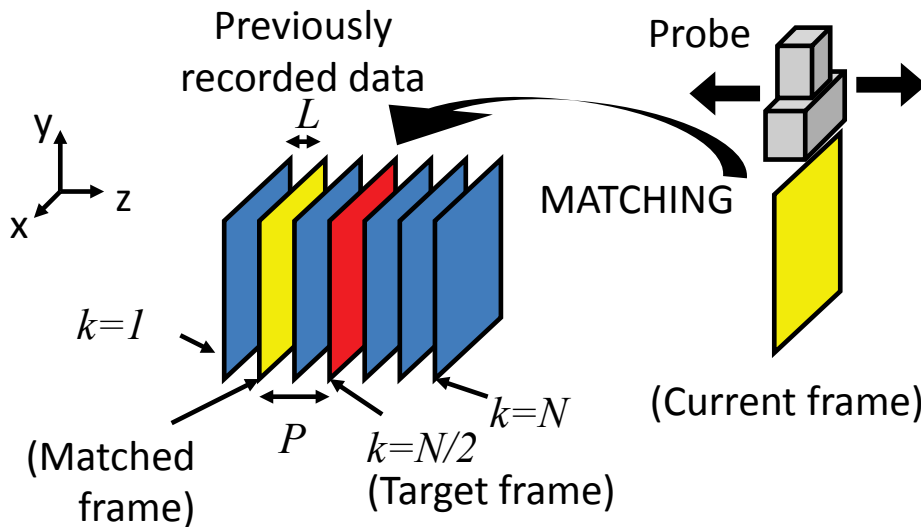 Previously
recorded data
Probe
L
y
z
x
MATCHING
k=1
P
k=N
(Matched
frame)
k=N/2
(Target frame)
(Current frame)